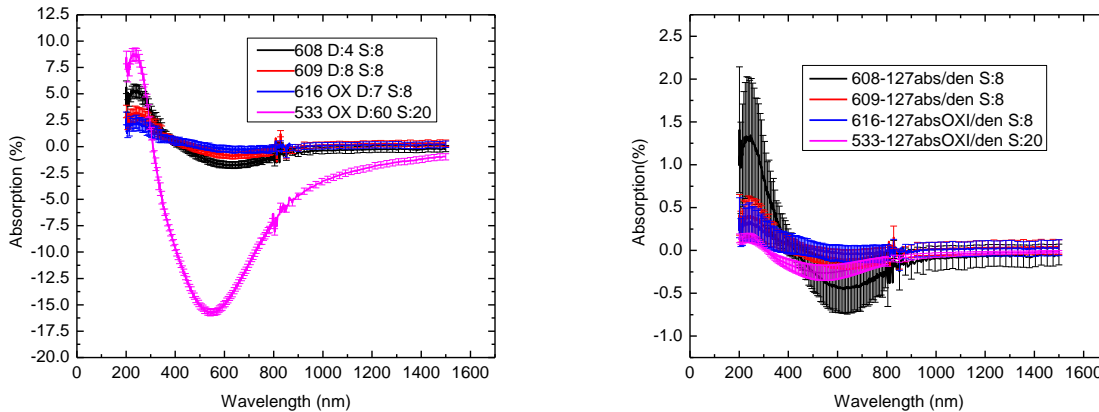 12.5
10.0
7.5
5.0
2.5
0.0
-2.5
-5.0
-7.5
-10.0
-12.5
-15.0
-17.5
-20.0
Absorption (%)
608 D:4 S:8
609 D:8 S:8
616 OX D:7 S:8
533 OX D:60 S:20
0 200 400 600 800 1000 1200 1400 1600
Wavelength (nm)
2.5
2.0
1.5
1.0
0.5
0.0
-0.5
-1.0
Absorption(%)
608-127abs/den S:8
609-127abs/den S:8
616-127absOXI/den S:8
533-127absOXI/den S:20
0 200 400 600 800 1000 1200 1400 1600
Wavelength (nm)